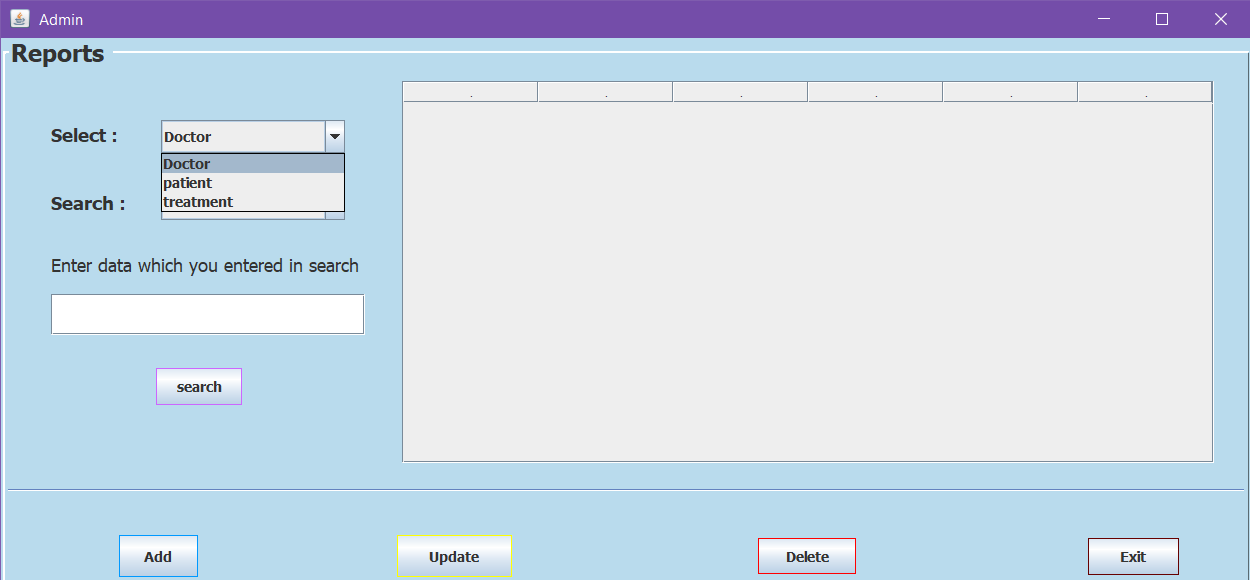 Admin
Reports
. . . . . .
Select :
Doctor
Doctor
patient
treatment
Search :
Enter data which you entered in search
search
Add Update Delete Exit